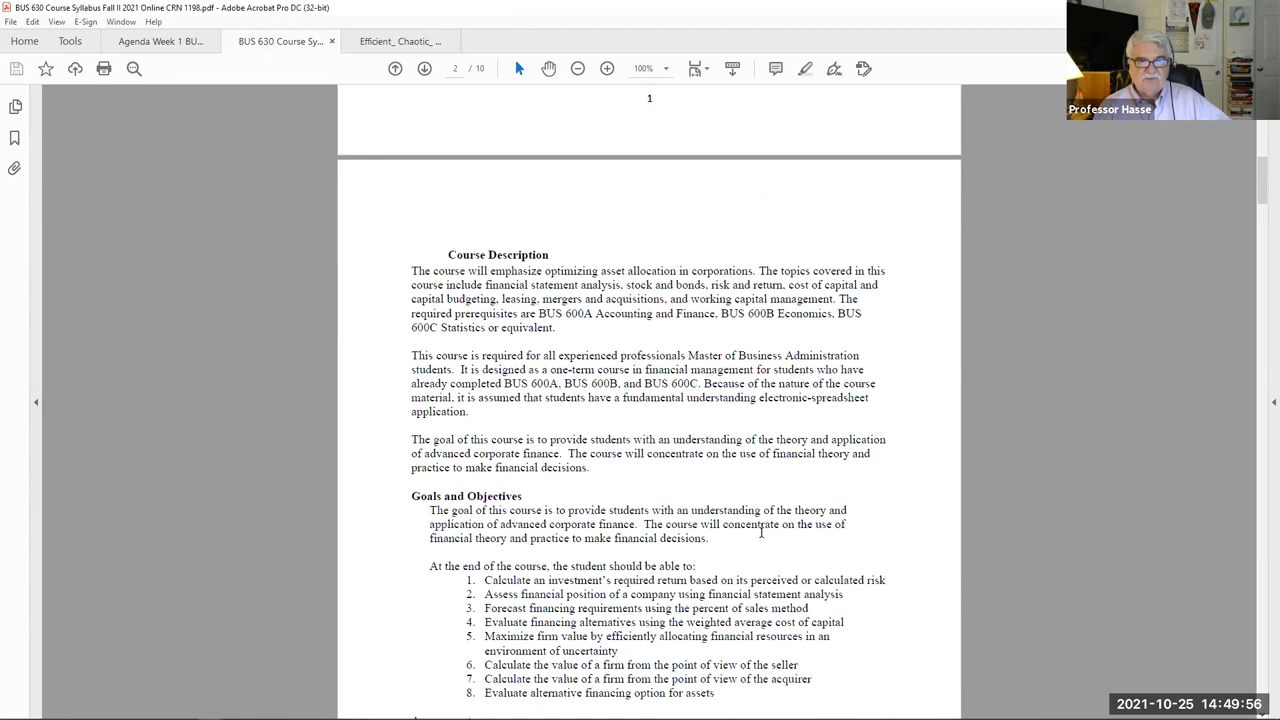 BUS 630 Course Syllabus Fall II 2021 Online CRN 1198.pdf - Adobe Acrobat Pro DC (32-bit)
File Edit View E-Sign Window Help
Home Tools Agenda Week 1 BU... BUS 630 Course Sy... × Efficient_ Chaotic_ ...
2 / 10 100%
Professor Hasse
1
Course Description
The course will emphasize optimizing asset allocation in corporations. The topics covered in this
course include financial statement analysis, stock and bonds, risk and return, cost of capital and
capital budgeting, leasing, mergers and acquisitions, and working capital management. The
required prerequisites are BUS 600A Accounting and Finance, BUS 600B Economics, BUS
600C Statistics or equivalent.
This course is required for all experienced professionals Master of Business Administration
students. It is designed as a one-term course in financial management for students who have
already completed BUS 600A, BUS 600B, and BUS 600C. Because of the nature of the course
material, it is assumed that students have a fundamental understanding electronic-spreadsheet
application.
The goal of this course is to provide students with an understanding of the theory and application
of advanced corporate finance. The course will concentrate on the use of financial theory and
practice to make financial decisions.
Goals and Objectives
The goal of this course is to provide students with an understanding of the theory and
application of advanced corporate finance. The course will concentrate on the use of
financial theory and practice to make financial decisions.
At the end of the course, the student should be able to:
1. Calculate an investment's required return based on its perceived or calculated risk
2. Assess financial position of a company using financial statement analysis
3. Forecast financing requirements using the percent of sales method
4. Evaluate financing alternatives using the weighted average cost of capital
5. Maximize firm value by efficiently allocating financial resources in an
environment of uncertainty
6. Calculate the value of a firm from the point of view of the seller
7. Calculate the value of a firm from the point of view of the acquirer
8. Evaluate alternative financing option for assets
2021-10-25 14:49:56